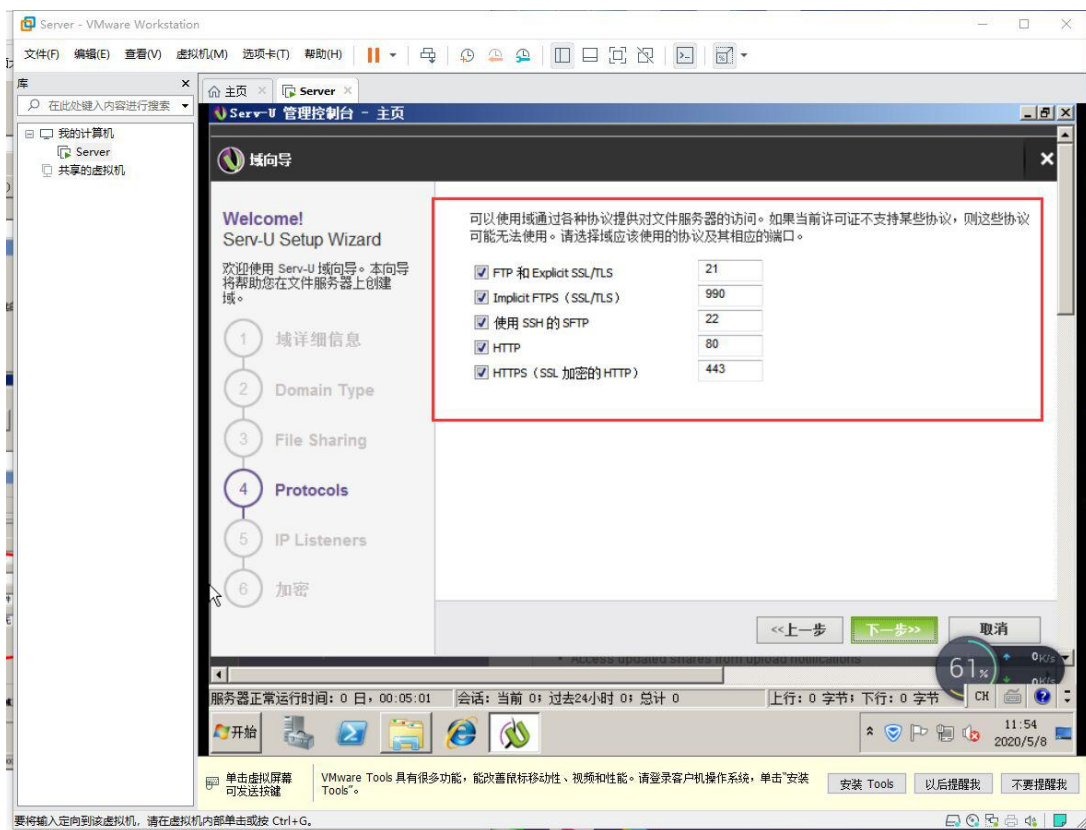 Server - VMware Workstation
文件(F) 编辑(E) 查看(V) 虚拟机(M) 选项卡(T) 帮助(H)
库
在此处键入内容进行搜索
我的计算机
Server
共享的虚拟机
主页
Server
Serv-U 管理控制台 - 主页
域向导
Welcome!
Serv-U Setup Wizard
欢迎使用 Serv-U 域向导。本向导
将帮助您在文件服务器上创建
域。
1 域详细信息
2 Domain Type
3 File Sharing
4 Protocols
5 IP Listeners
6 加密
可以使用域通过各种协议提供对文件服务器的访问。如果当前许可证不支持某些协议，则这些协议
可能无法使用。请选择域应该使用的协议及其相应的端口。
FTP 和 Explicit SSL/TLS 21
Implicit FTPS（SSL/TLS） 990
使用 SSH 的 SFTP 22
HTTP 80
HTTPS（SSL 加密的 HTTP） 443
<<上一步 下一步>> 取消
Access updated shares from upload notifications
61%
0K/s
0K/s
服务器正常运行时间: 0 日, 00:05:01 会话: 当前 0; 过去24小时 0; 总计 0 上行: 0 字节; 下行: 0 字节
CH
开始
11:54
2020/5/8
单击虚拟屏幕
可发送按键
VMware Tools 具有很多功能，能改善鼠标移动性、视频和性能。请登录客户机操作系统，单击"安装
Tools"。
安装 Tools 以后提醒我 不要提醒我
要将输入定向到该虚拟机，请在虚拟机内部单击或按 Ctrl+G。